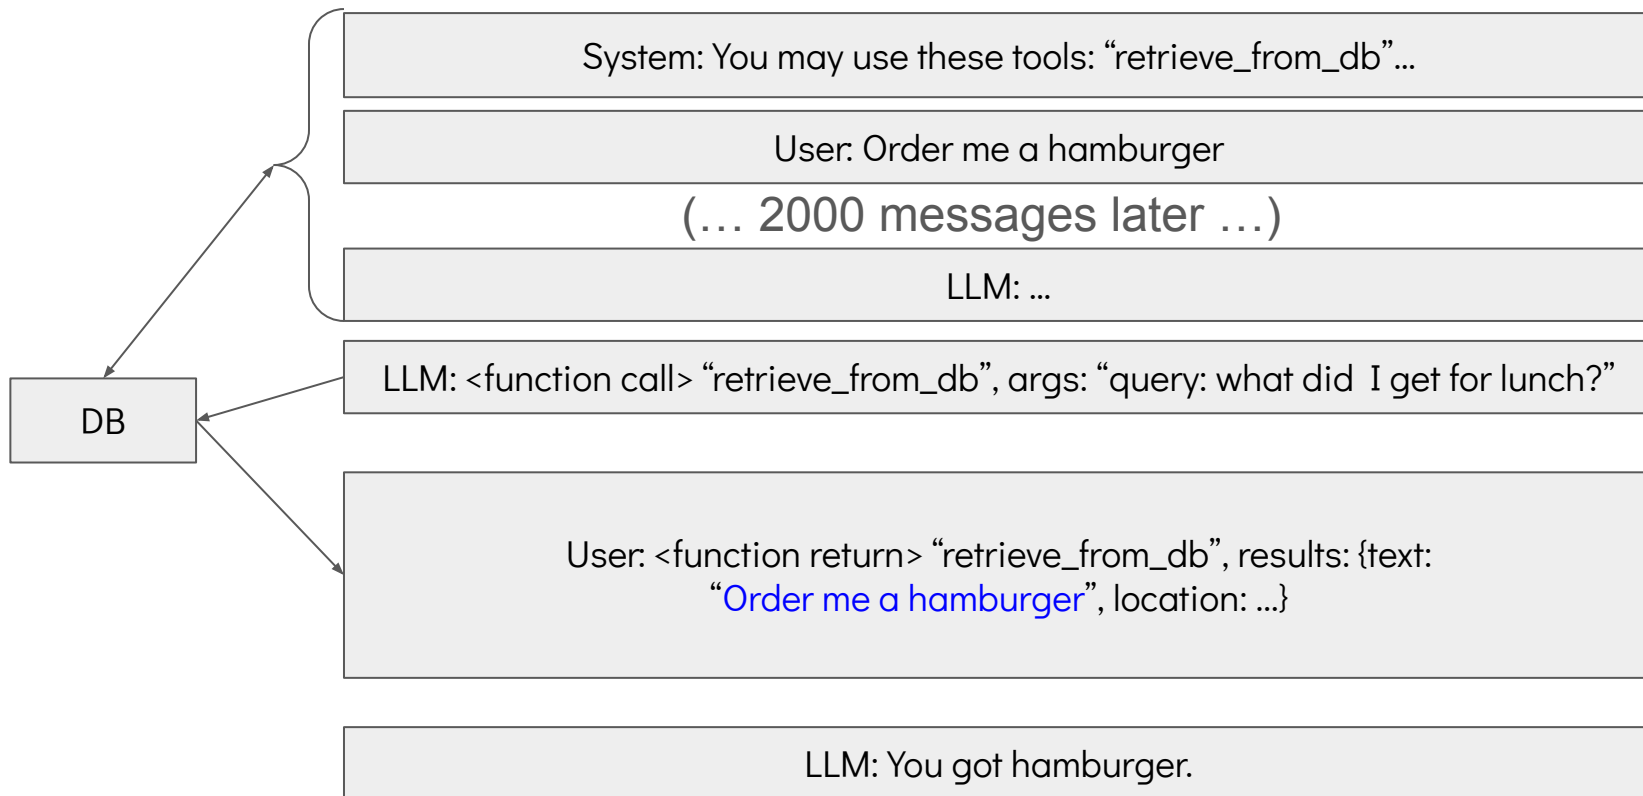 System: You may use these tools: “retrieve_from_db”...
User: Order me a hamburger
(… 2000 messages later …)
LLM: ...
LLM: <function call> “retrieve_from_db”, args: “query: what did I get for lunch?”
DB
User: <function return> “retrieve_from_db”, results: {text:
“Order me a hamburger”, location: ...}
LLM: You got hamburger.